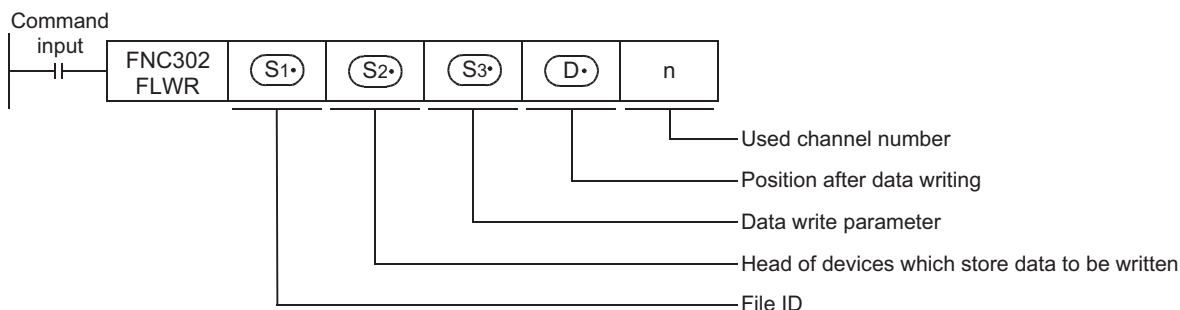 Command
input
FNC302
FLWR
S1•
S2•
S3•
D•
n
Used channel number
Position after data writing
Data write parameter
Head of devices which store data to be written
File ID